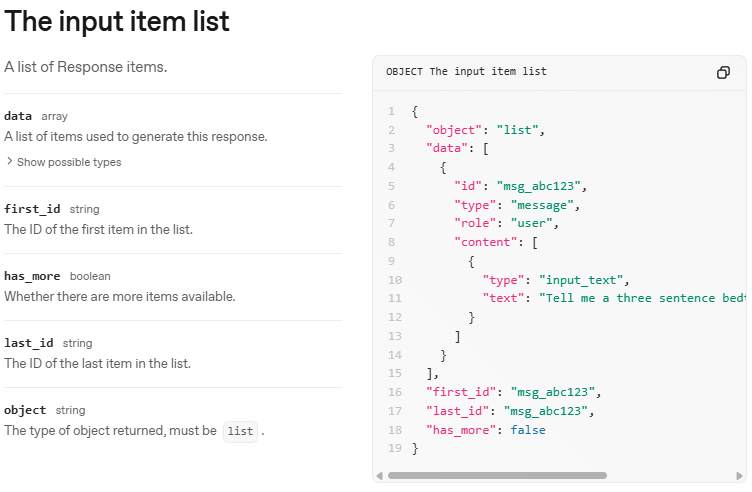 The input item list
A list of Response items.
data array
A list of items used to generate this response.
Show possible types
first_id string
The ID of the first item in the list.
has_more boolean
Whether there are more items available.
last_id string
The ID of the last item in the list.
object string
The type of object returned, must be list .
OBJECT The input item list
1 {
2 "object": "list",
3 "data": [
4 {
5 "id": "msg_abc123",
6 "type": "message",
7 "role": "user",
8 "content": [
9 {
10 "type": "input_text",
11 "text": "Tell me a three sentence
12 }
13 ]
14 }
15 ],
16 "first_id": "msg_abc123",
17 "last_id": "msg_abc123",
18 "has_more": false
19 }